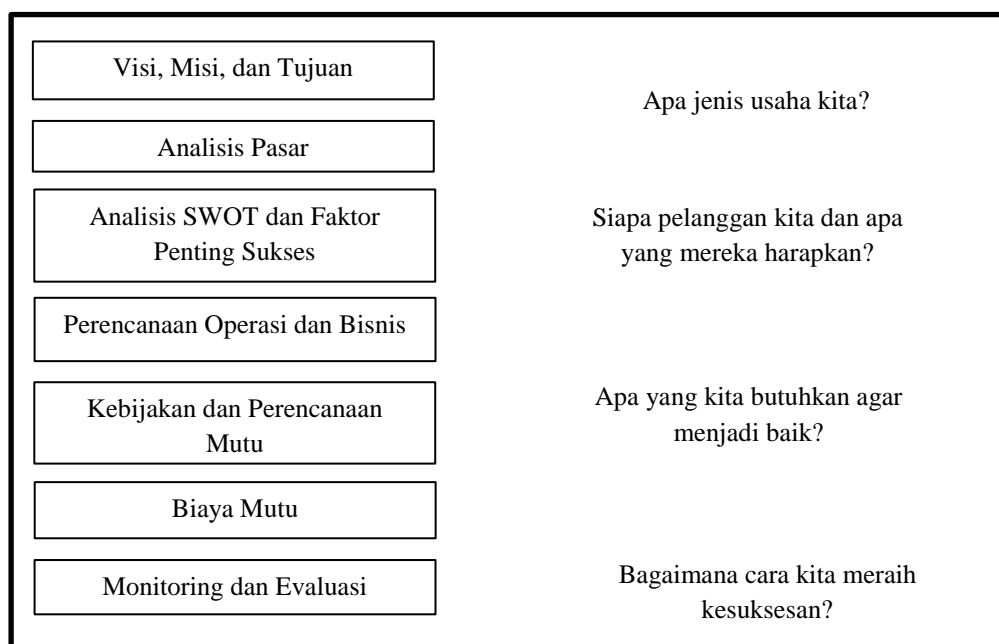 Visi, Misi, dan Tujuan
Apa jenis usaha kita?
Analisis Pasar
Analisis SWOT dan Faktor
Penting Sukses
Siapa pelanggan kita dan apa
yang mereka harapkan?
Perencanaan Operasi dan Bisnis
Kebijakan dan Perencanaan
Mutu
Apa yang kita butuhkan agar
menjadi baik?
Biaya Mutu
Monitoring dan Evaluasi
Bagaimana cara kita meraih
kesuksesan?